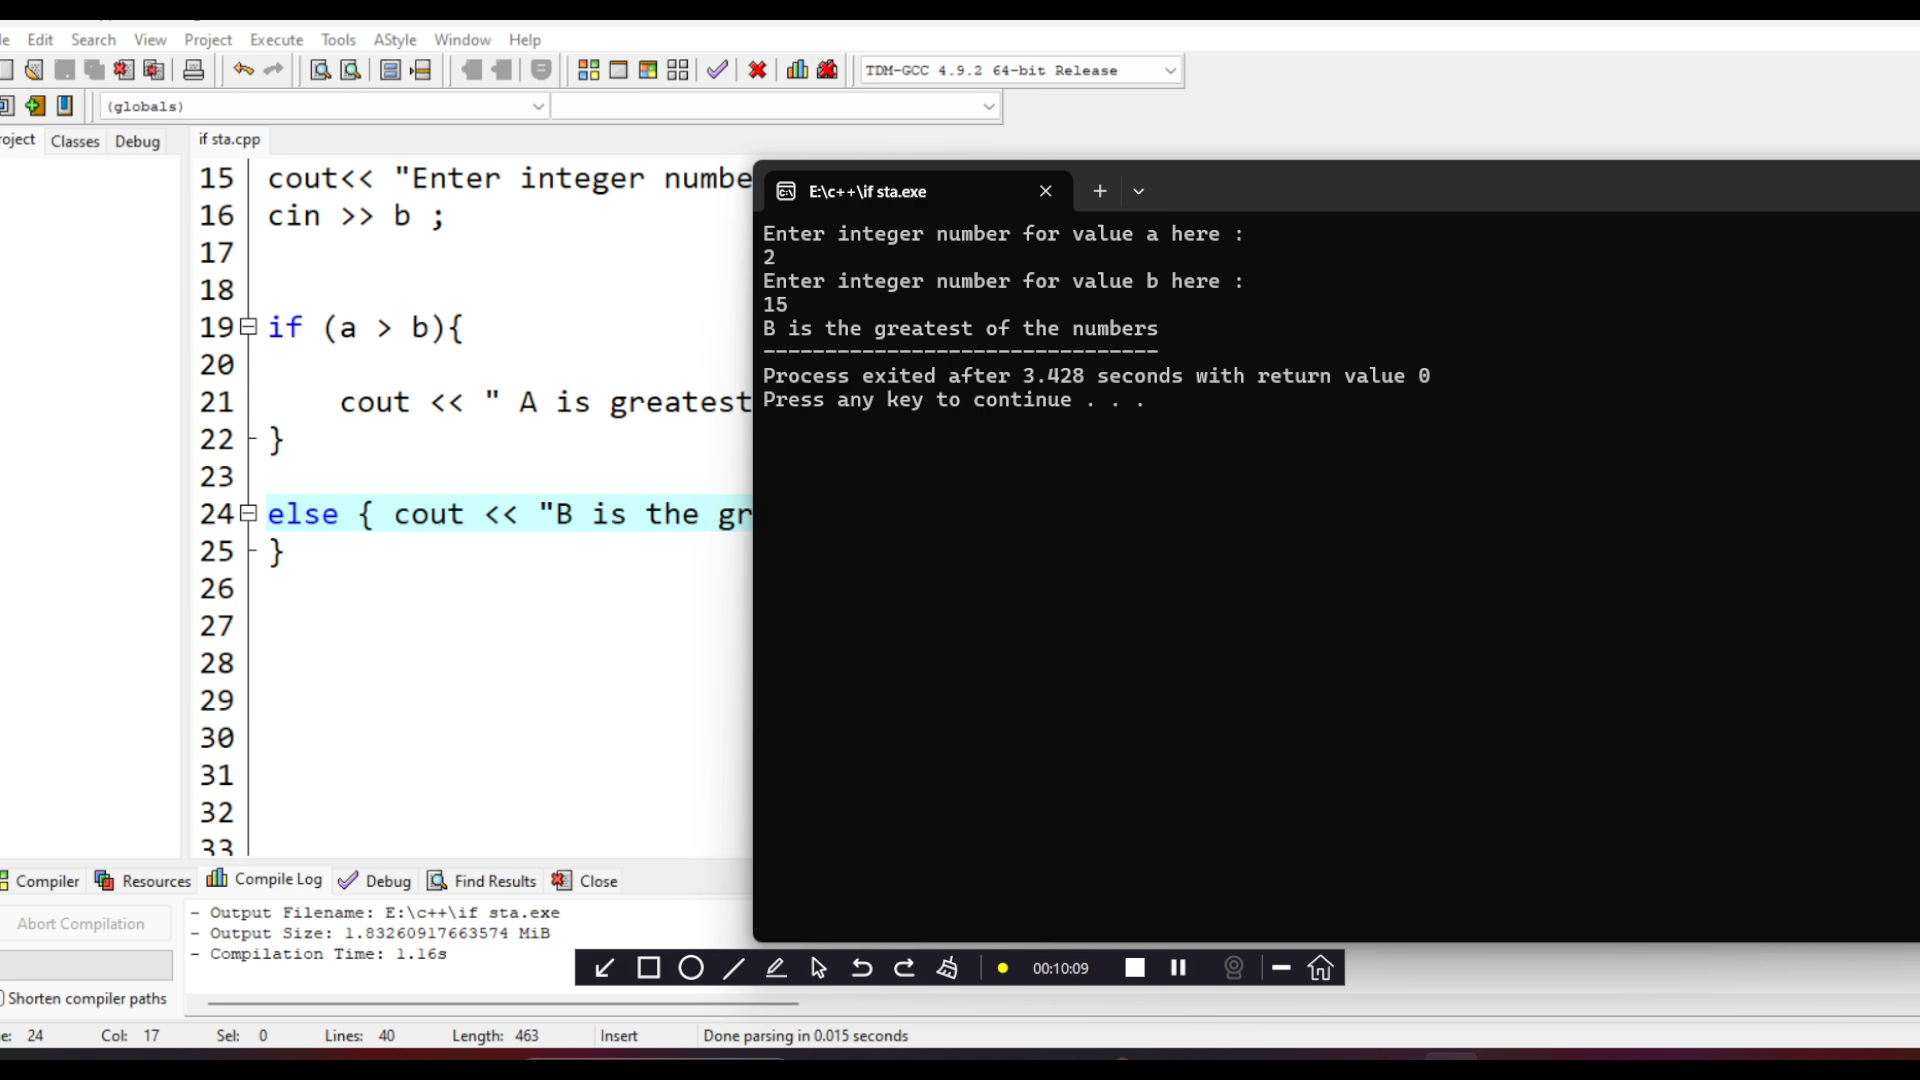 Edit Search View Project Execute Tools AStyle Window Help
TDM-GCC 4.9.2 64-bit Release
(globals)
Classes Debug
if sta.cpp
15 cout<< "Enter integer numbe
16 cin >> b ;
17
18
19 if (a > b){
20
21 cout << " A is greatest
22 }
23
24 else { cout << "B is the gr
25 }
26
27
28
29
30
31
32
33
E:\c++\if sta.exe
Enter integer number for value a here :
2
Enter integer number for value b here :
15
B is the greatest of the numbers
--------------------------------
Process exited after 3.428 seconds with return value 0
Press any key to continue . . .
Compiler Resources Compile Log Debug Find Results Close
Abort Compilation
Shorten compiler paths
- Output Filename: E:\c++\if sta.exe
- Output Size: 1.83260917663574 MiB
- Compilation Time: 1.16s
00:10:09
e: 24 Col: 17 Sel: 0 Lines: 40 Length: 463 Insert Done parsing in 0.015 seconds